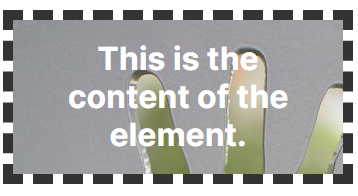 This is the
content of the
element.